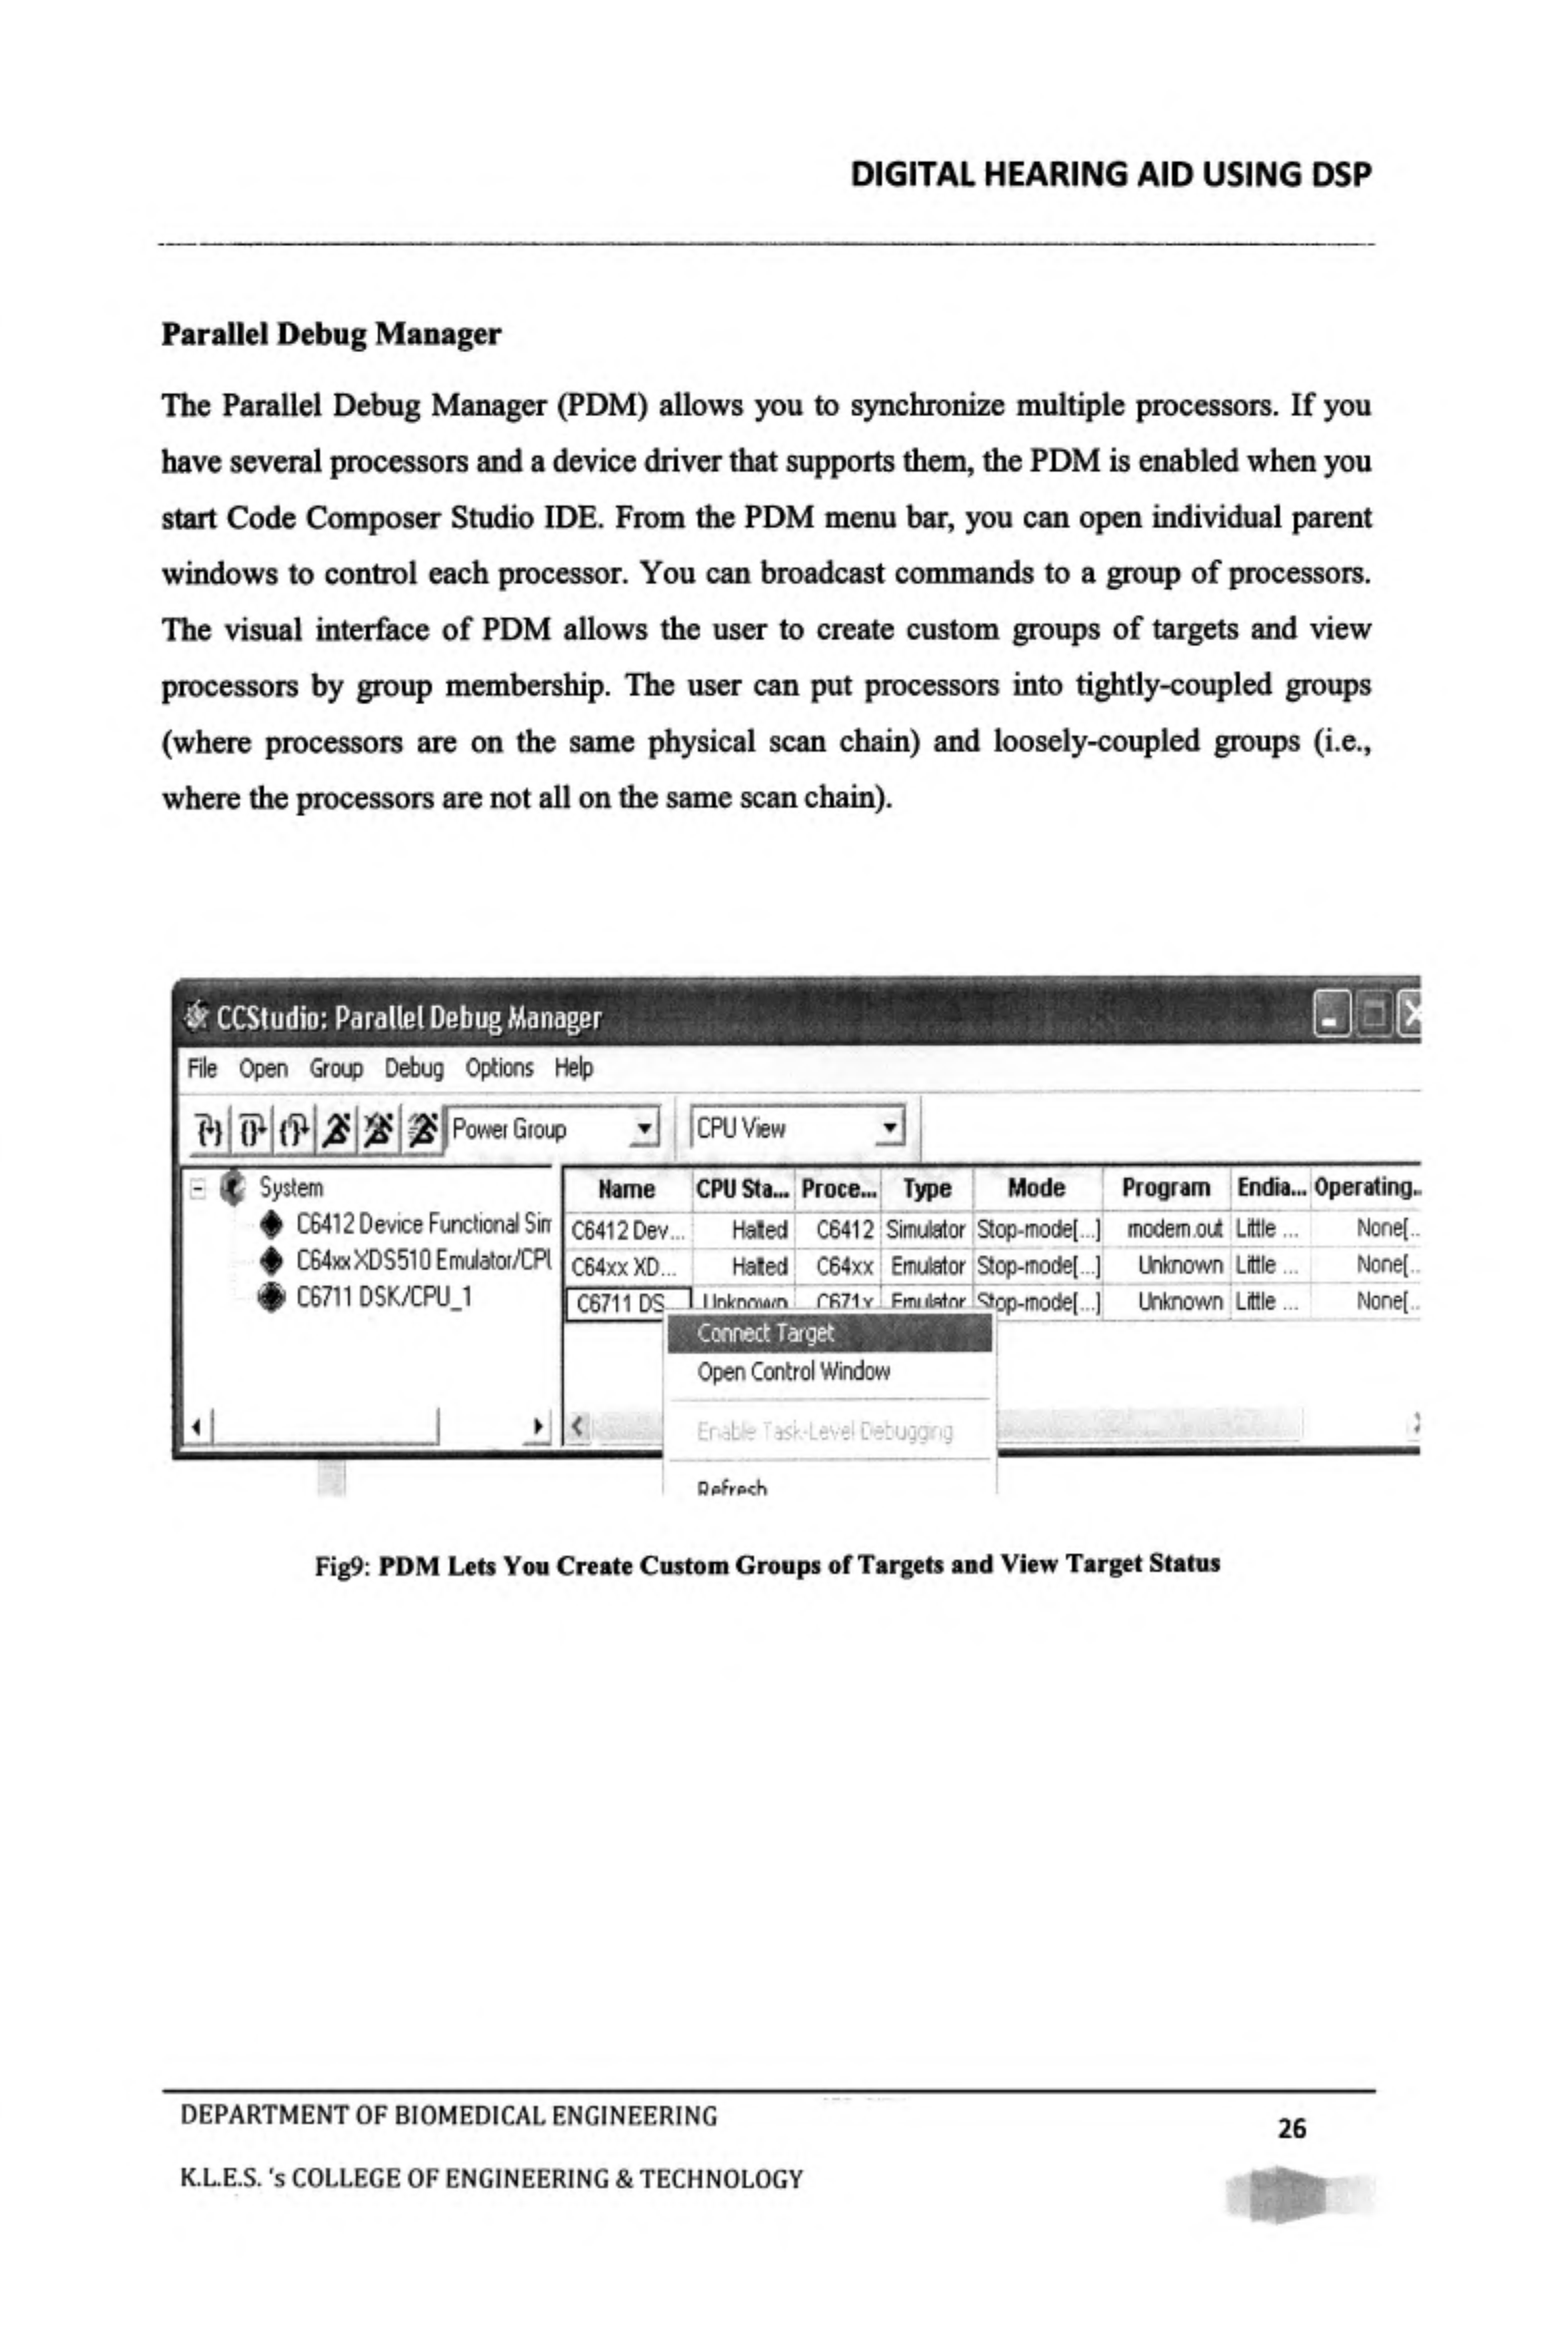 DIGITAL HEARING AID USING DSP
Parallel Debug Manager
The Parallel Debug Manager (PDM) allows you to synchronize multiple processors. If you
have several processors and a device driver that supports them, the PDM is enabled when you
start Code Composer Studio IDE. From the PDM menu bar, you can open individual parent
windows to control each processor. You can broadcast commands to a group of processors.
The visual interface of PDM allows the user to create custom groups of targets and view
processors by group membership. The user can put processors into tightly-coupled groups
(where processors are on the same physical scan chain) and loosely-coupled groups (i.e.,
where the processors are not all on the same scan chain).
CCStudio: Parallel Debug Manager
File Open Group Debug Options Help
Power Group CPU View
System
C6412 Device Functional Sim
C64xx XDS510 Emulator/CPU
C6711 DSK/CPU_1
Name CPU Sta... Proce... Type Mode Program Endia... Operating..
C6412 Dev... Halted C6412 Simulator Stop-mode[...] modem.out Little ... None[..
C64xx XD... Halted C64xx Emulator Stop-mode[...] Unknown Little ... None[..
C6711 DS... Unknown C671x Emulator Stop-mode[...] Unknown Little ... None[..
Connect Target
Open Control Window
Enable Task-Level Debugging
Refresh
Fig9: PDM Lets You Create Custom Groups of Targets and View Target Status
DEPARTMENT OF BIOMEDICAL ENGINEERING
26
K.L.E.S. 's COLLEGE OF ENGINEERING & TECHNOLOGY